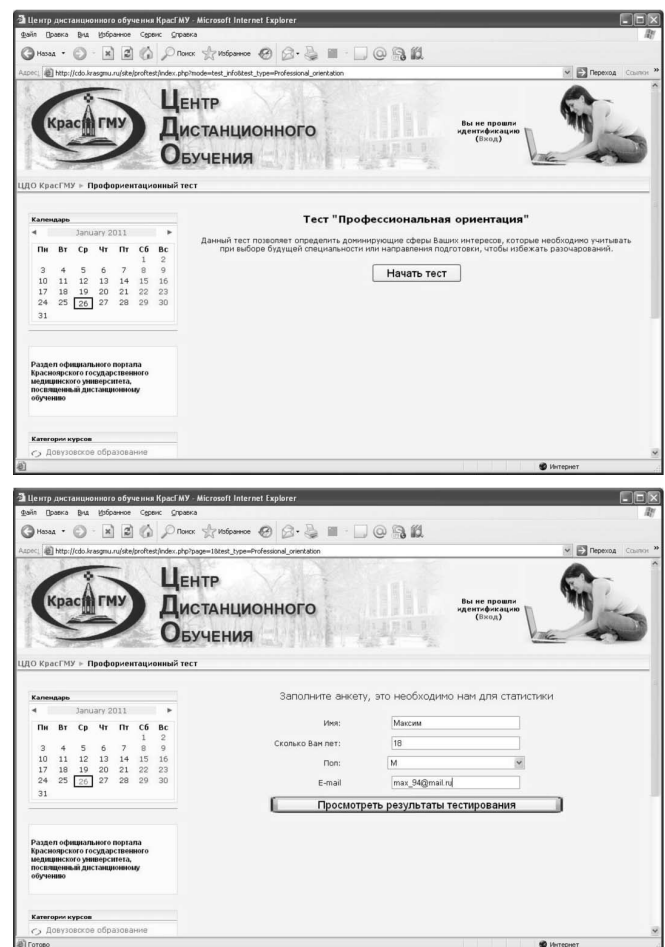 Центр дистанционного обучения КрасГМУ - Microsoft Internet Explorer
Файл Правка Вид Избранное Сервис Справка
Назад Поиск Избранное
Адрес: http://cdo.krasgmu.ru/site/proftest/index.php?mode=test_info&test_type=Professional_orientation Переход Ссылки »
Крас ГМУ
Центр
Дистанционного
Обучения
Вы не прошли
идентификацию
(Вход)
ЦДО КрасГМУ » Профориентационный тест
Календарь
January 2011
Пн Вт Ср Чт Пт Сб Вс
1 2
3 4 5 6 7 8 9
10 11 12 13 14 15 16
17 18 19 20 21 22 23
24 25 26 27 28 29 30
31
Раздел официального портала
Красноярского государственного
медицинского университета,
посвященный дистанционному
обучению
Категории курсов
Довузовское образование
Тест "Профессиональная ориентация"
Данный тест позволяет определить доминирующие сферы Ваших интересов, которые необходимо учитывать
при выборе будущей специальности или направления подготовки, чтобы избежать разочарований.
Начать тест
Интернет
Центр дистанционного обучения КрасГМУ - Microsoft Internet Explorer
Файл Правка Вид Избранное Сервис Справка
Назад Поиск Избранное
Адрес: http://cdo.krasgmu.ru/site/proftest/index.php?page=18&test_type=Professional_orientation Переход Ссылки »
Крас ГМУ
Центр
Дистанционного
Обучения
Вы не прошли
идентификацию
(Вход)
ЦДО КрасГМУ » Профориентационный тест
Календарь
January 2011
Пн Вт Ср Чт Пт Сб Вс
1 2
3 4 5 6 7 8 9
10 11 12 13 14 15 16
17 18 19 20 21 22 23
24 25 26 27 28 29 30
31
Раздел официального портала
Красноярского государственного
медицинского университета,
посвященный дистанционному
обучению
Категории курсов
Довузовское образование
Заполните анкету, это необходимо нам для статистики
Имя: Максим
Сколько Вам лет: 18
Пол: М
E-mail max_94@mail.ru
Просмотреть результаты тестирования
Готово Интернет